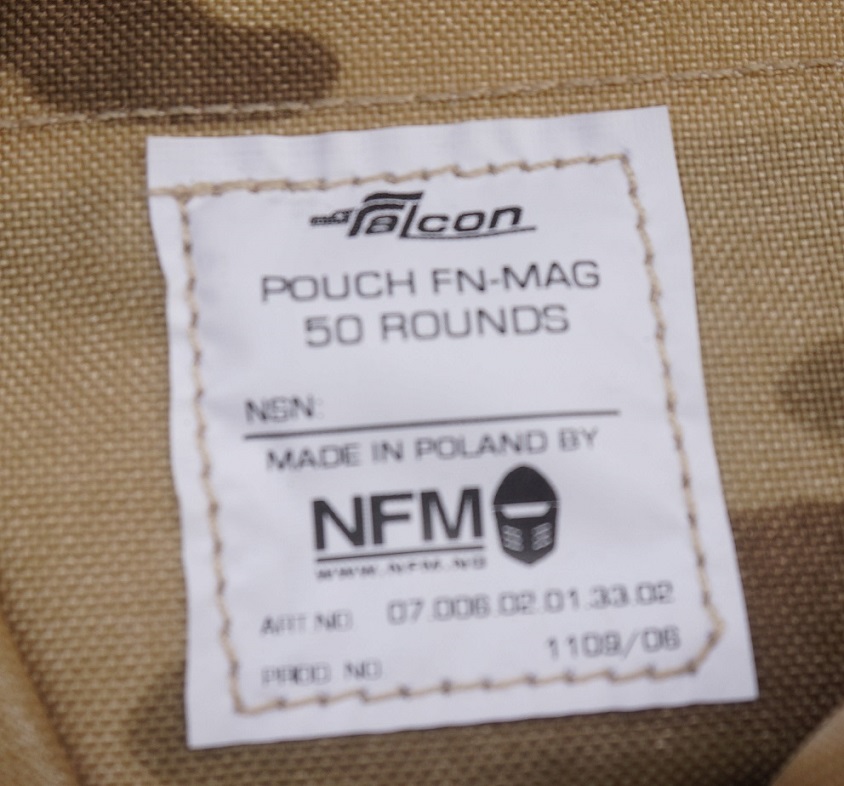 Falcon
POUCH FN-MAG
50 ROUNDS
NSN:
MADE IN POLAND BY
NFM
WWW.NFM.NO
ART NO 07.006.02.01.33.02
PROD NO 1109/06